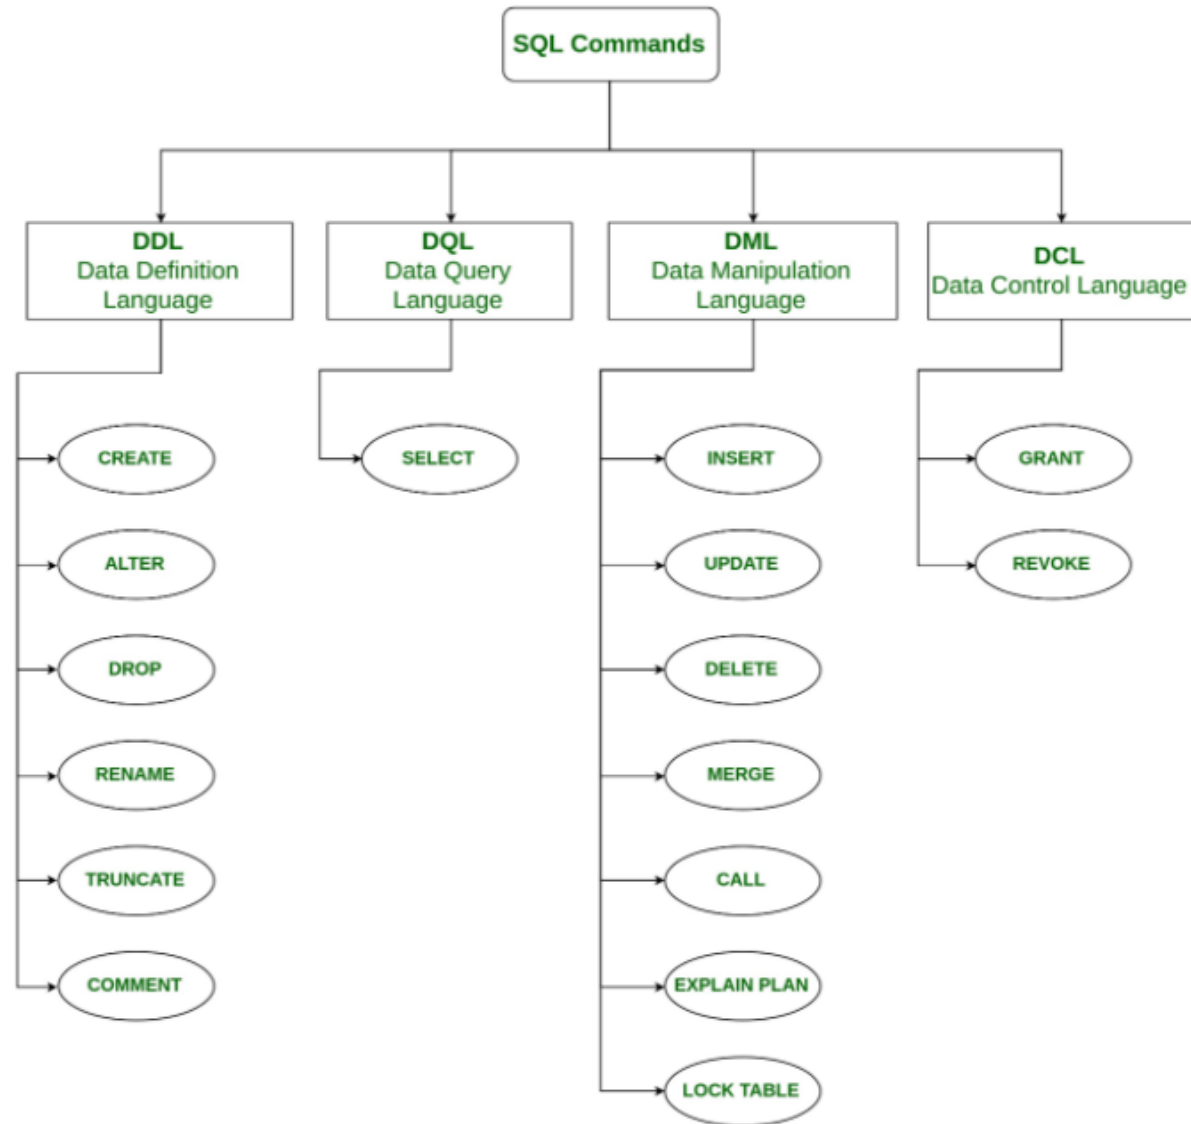 SQL Commands
DDL
Data Definition
Language
DQL
Data Query
Language
DML
Data Manipulation
Language
DCL
Data Control Language
CREATE
ALTER
DROP
RENAME
TRUNCATE
COMMENT
SELECT
INSERT
UPDATE
DELETE
MERGE
CALL
EXPLAIN PLAN
LOCK TABLE
GRANT
REVOKE